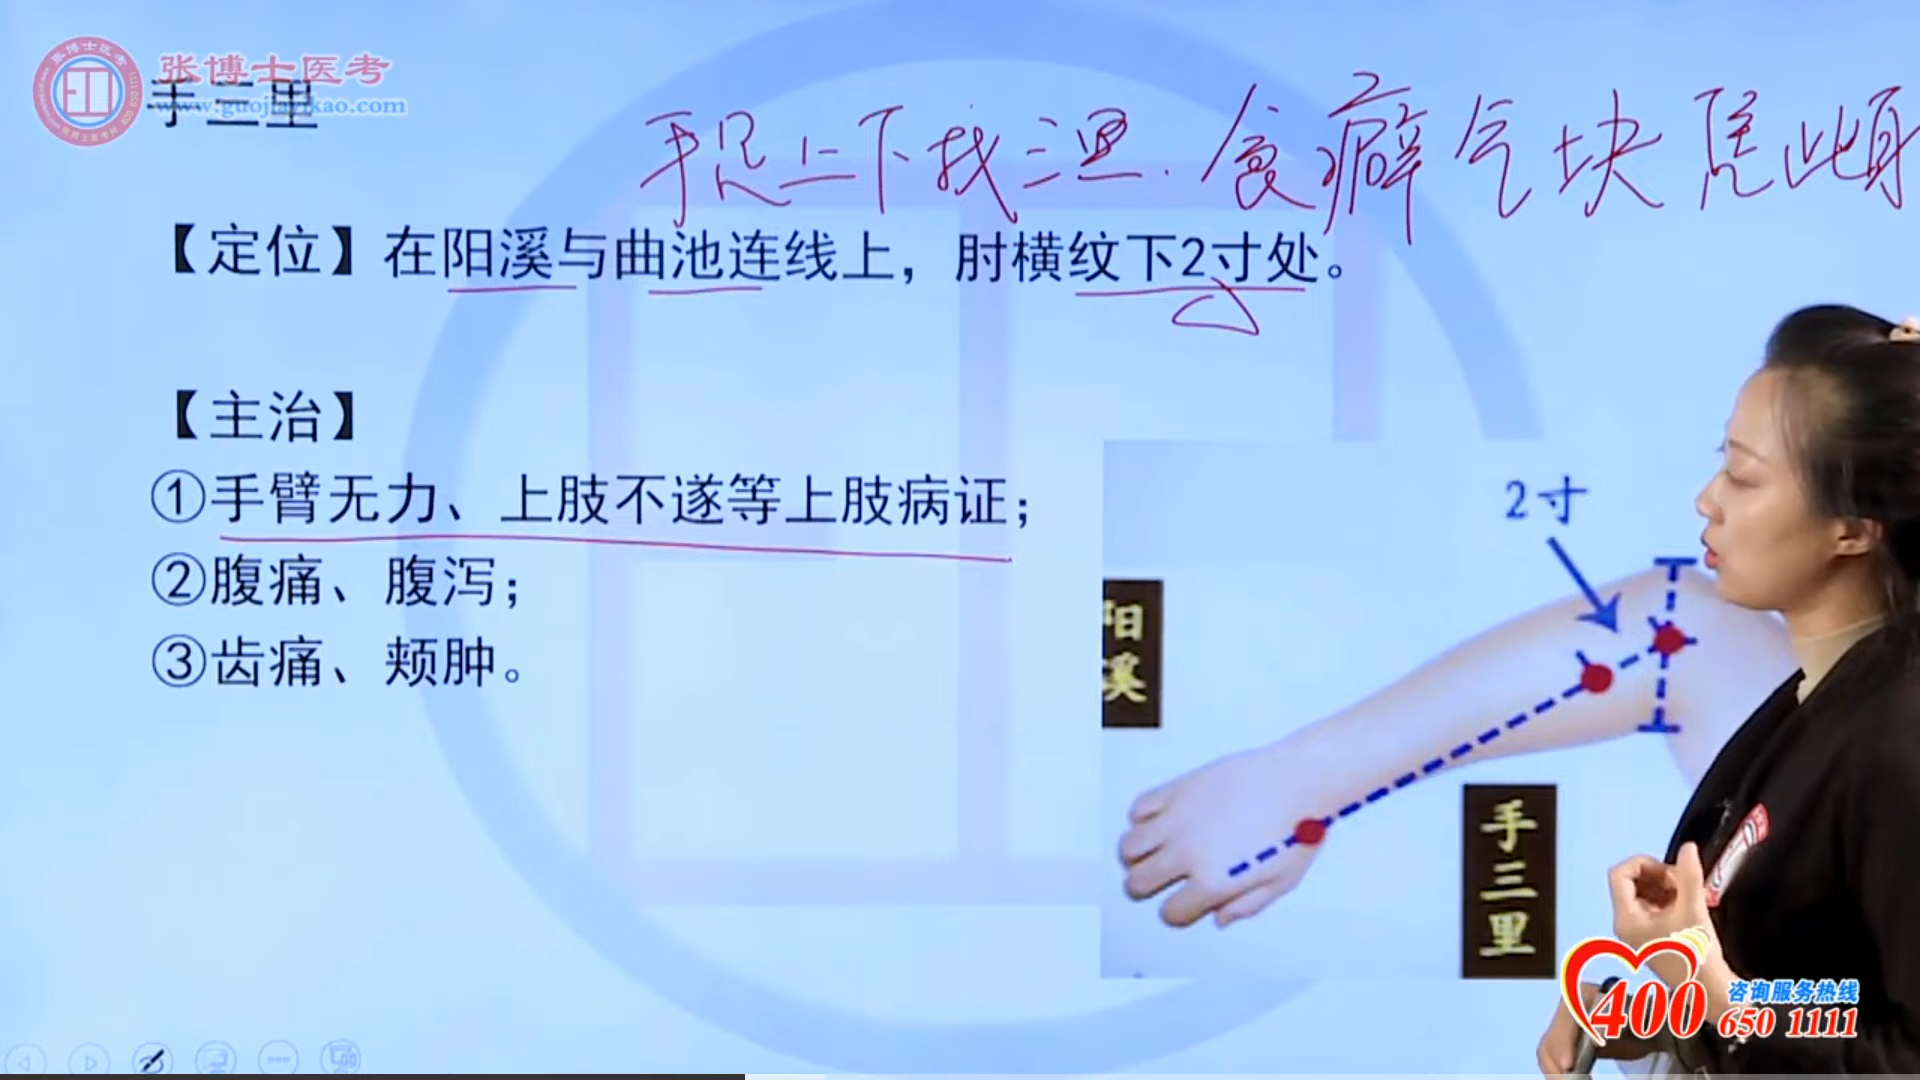 张博士医考
www.guojiayikao.com
手三里
手足上下找三里.食癖气块凭此取
【定位】在阳溪与曲池连线上，肘横纹下2寸处。
【主治】
①手臂无力、上肢不遂等上肢病证；
②腹痛、腹泻；
③齿痛、颊肿。
2寸
阳溪
手三里
400 650 1111
咨询服务热线